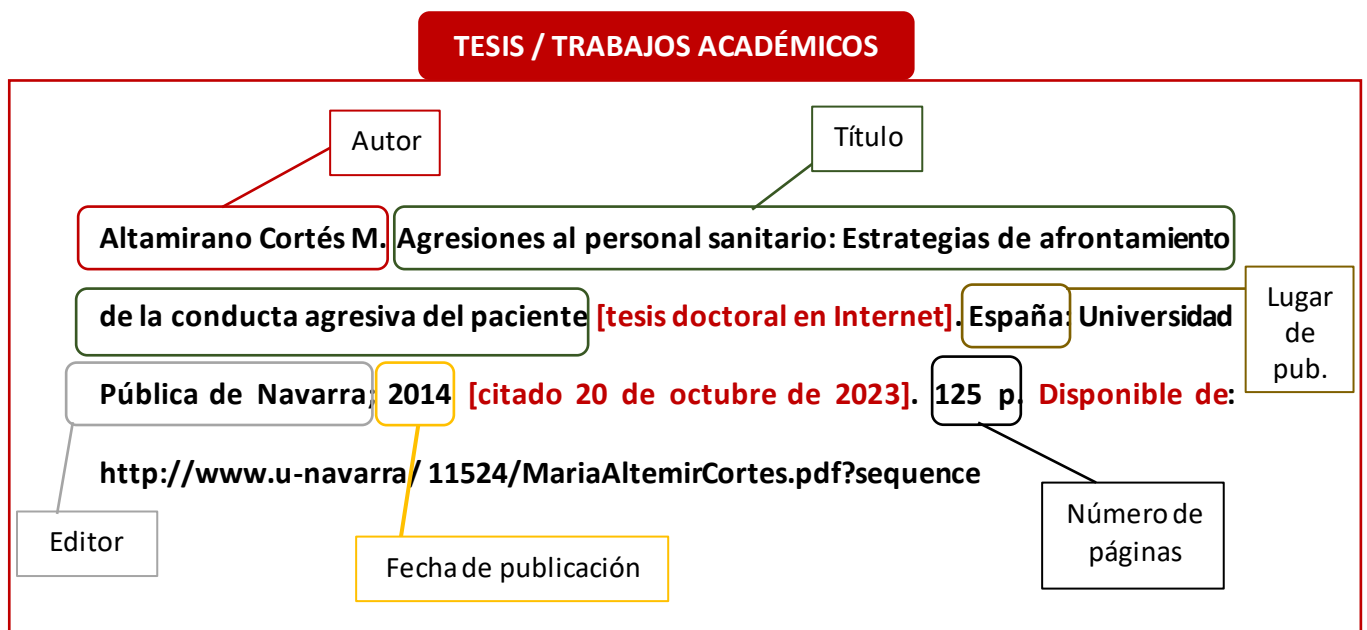 TESIS / TRABAJOS ACADÉMICOS
Autor
Título
Altamirano Cortés M. Agresiones al personal sanitario: Estrategias de afrontamiento
de la conducta agresiva del paciente [tesis doctoral en Internet]. España: Universidad
Lugar
de
pub.
Pública de Navarra; 2014 [citado 20 de octubre de 2023]. 125 p. Disponible de:
http://www.u-navarra/ 11524/MariaAltemirCortes.pdf?sequence
Editor
Fecha de publicación
Número de
páginas